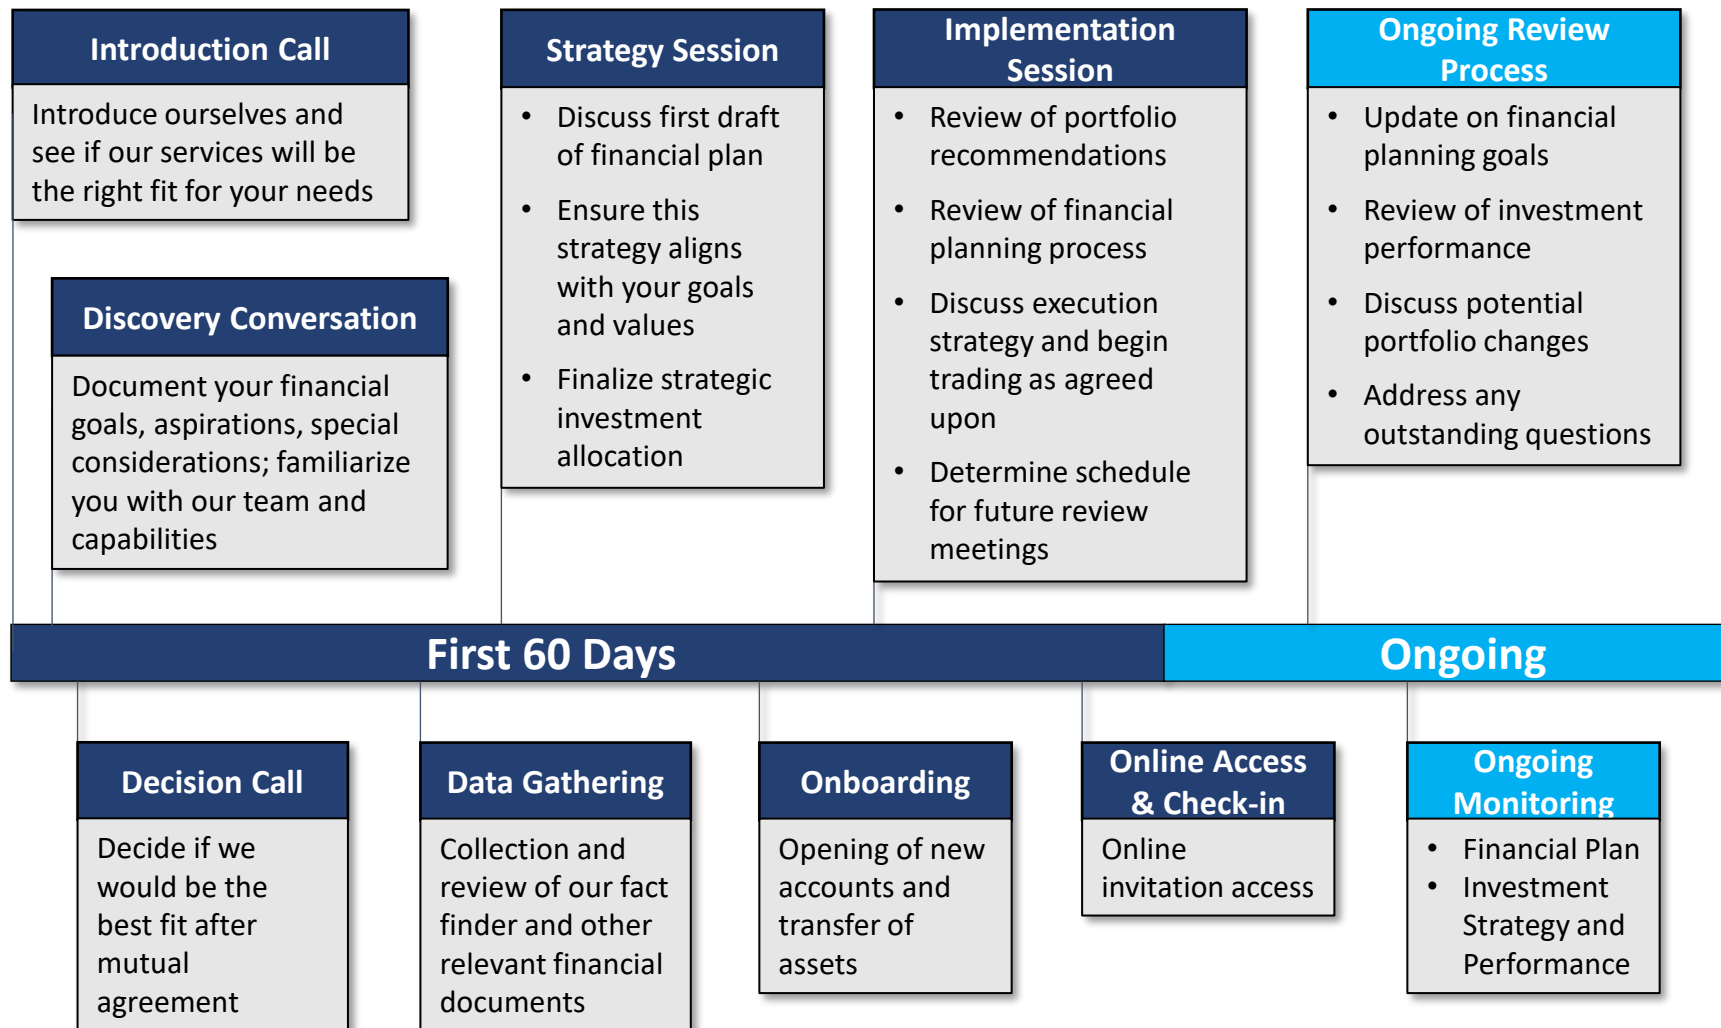 Introduction Call
Introduce ourselves and
see if our services will be
the right fit for your needs
Discovery Conversation
Document your financial
goals, aspirations, special
considerations; familiarize
you with our team and
capabilities
Strategy Session
• Discuss first draft
of financial plan
• Ensure this
strategy aligns
with your goals
and values
• Finalize strategic
investment
allocation
Implementation
Session
• Review of portfolio
recommendations
• Review of financial
planning process
• Discuss execution
strategy and begin
trading as agreed
upon
• Determine schedule
for future review
meetings
Ongoing Review
Process
• Update on financial
planning goals
• Review of investment
performance
• Discuss potential
portfolio changes
• Address any
outstanding questions
First 60 Days
Ongoing
Decision Call
Decide if we
would be the
best fit after
mutual
agreement
Data Gathering
Collection and
review of our fact
finder and other
relevant financial
documents
Onboarding
Opening of new
accounts and
transfer of
assets
Online Access
& Check-in
Online
invitation access
Ongoing
Monitoring
• Financial Plan
• Investment
Strategy and
Performance